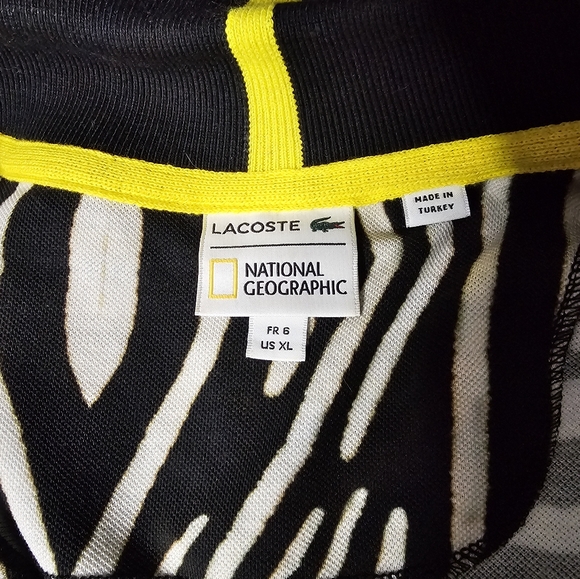 LACOSTE
NATIONAL
GEOGRAPHIC
FR 6
US XL
MADE IN
TURKEY